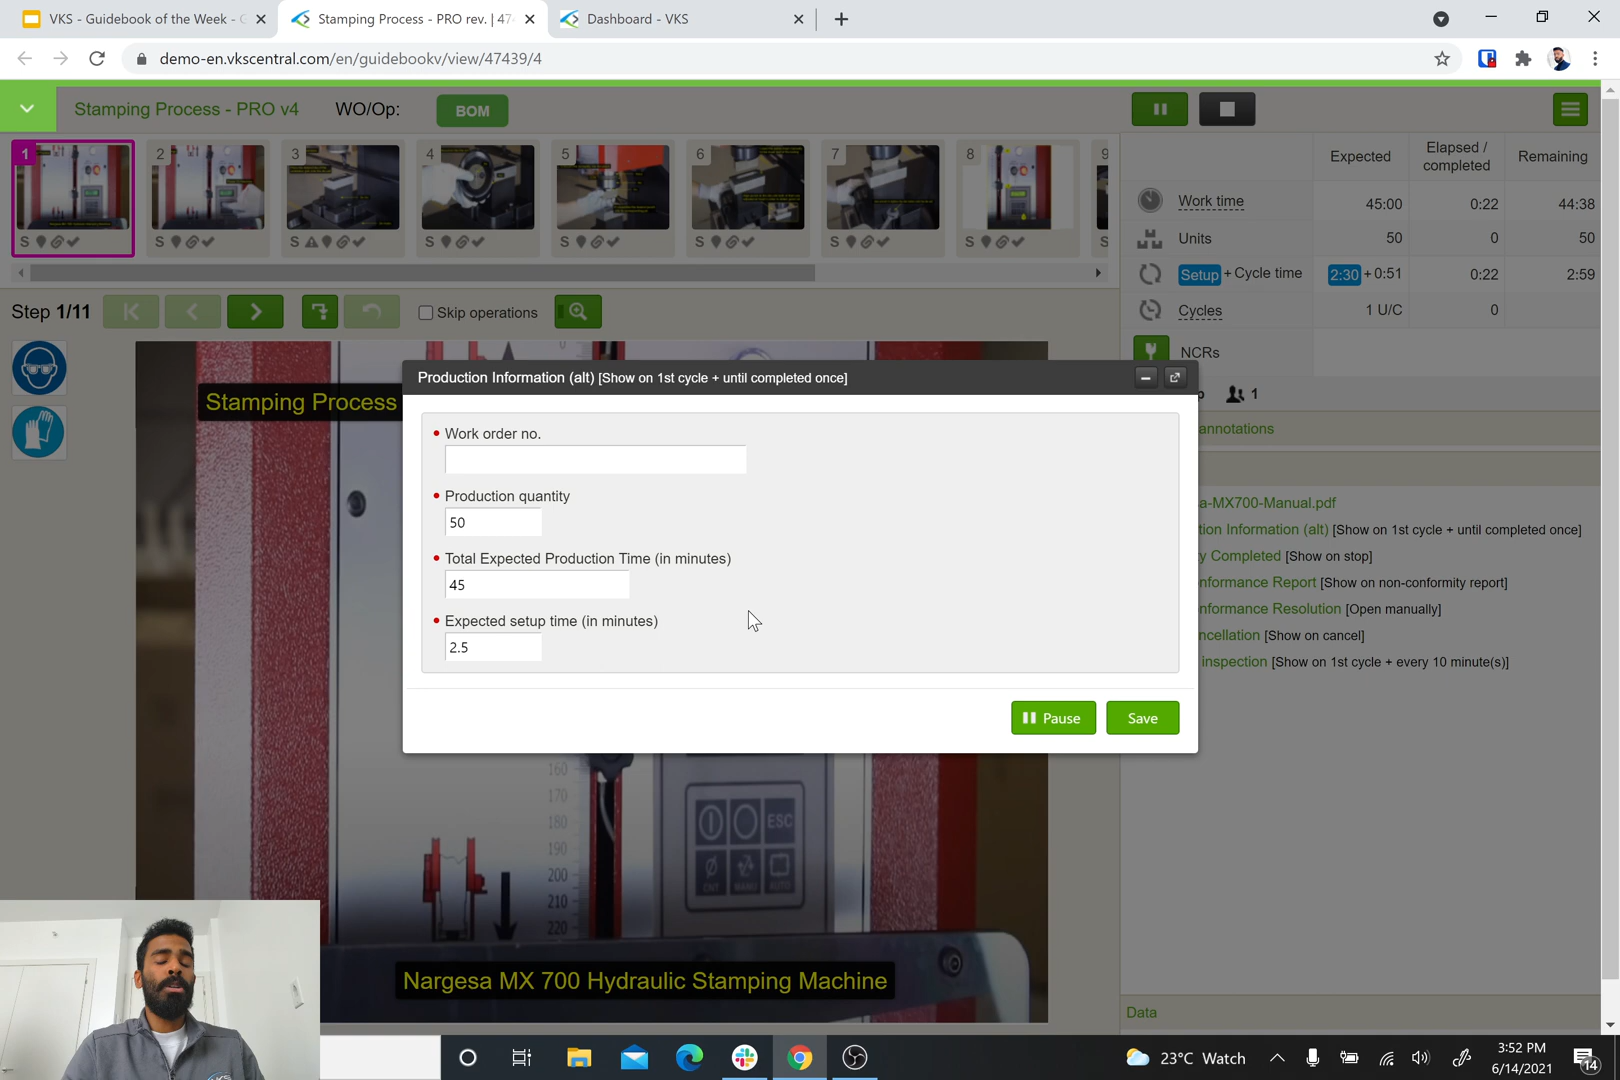 VKS - Guidebook of the Week - G
Stamping Process - PRO rev. | 474
Dashboard - VKS
demo-en.vkscentral.com/en/guidebookv/view/47439/4
Stamping Process - PRO v4
WO/Op:
BOM
1
2
3
4
5
6
7
8
9
S
S
S
S
S
S
S
S
S
Expected
Elapsed / completed
Remaining
Work time
45:00
0:22
44:38
Units
50
0
50
Setup + Cycle time
2:30 +0:51
0:22
2:59
Cycles
1 U/C
0
NCRs
1
Step 1/11
Skip operations
Stamping Process
Production Information (alt) [Show on 1st cycle + until completed once]
Work order no.
Production quantity
50
Total Expected Production Time (in minutes)
45
Expected setup time (in minutes)
2.5
Pause
Save
annotations
a-MX700-Manual.pdf
tion Information (alt) [Show on 1st cycle + until completed once]
y Completed [Show on stop]
nformance Report [Show on non-conformity report]
nformance Resolution [Open manually]
ncellation [Show on cancel]
inspection [Show on 1st cycle + every 10 minute(s)]
160
170
180
190
200
210
220
ESC
CNT
MANU
AUTO
Nargesa MX 700 Hydraulic Stamping Machine
Data
23°C Watch
3:52 PM
6/14/2021
14